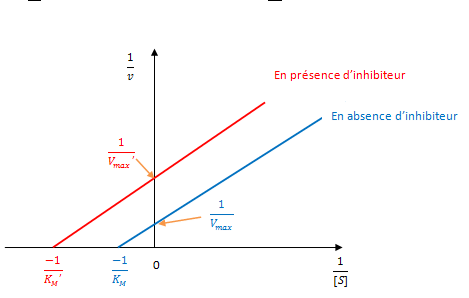 1/v
En présence d'inhibiteur
En absence d'inhibiteur
1/V_max'
1/V_max
-1/K_M'
-1/K_M
0
1/[S]